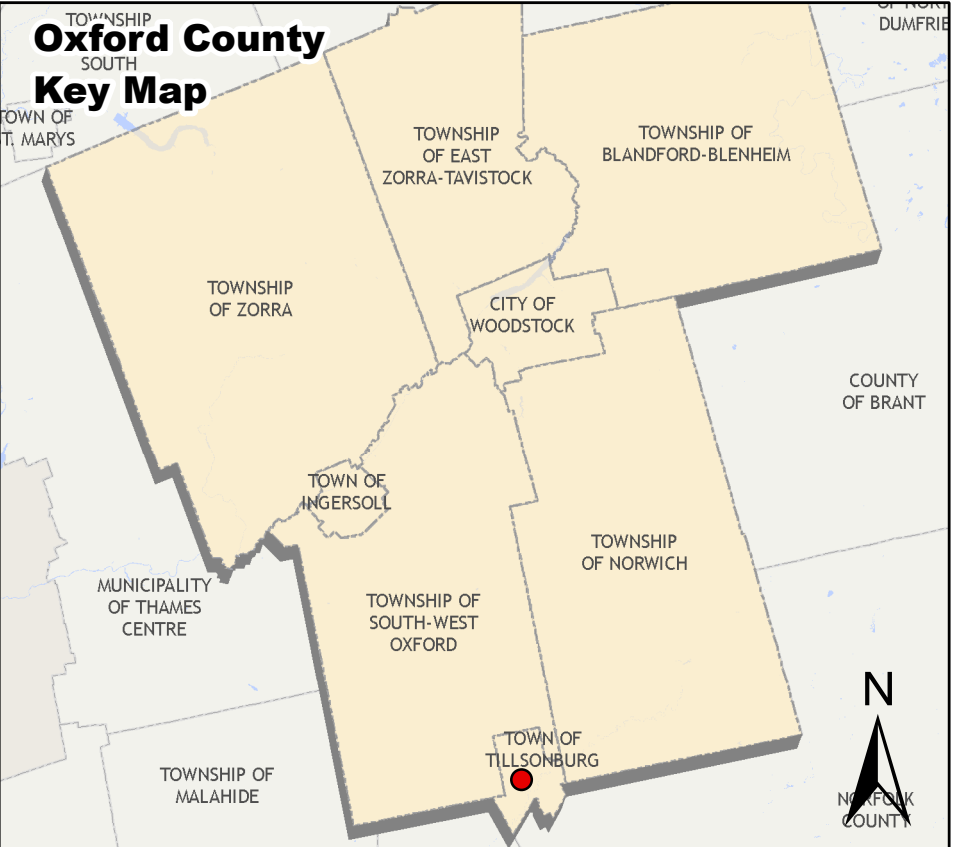 TOWNSHIP
SOUTH
Oxford County
Key Map
DUMFRIE
TOWN OF
T. MARYS
TOWNSHIP
OF EAST
ZORRA-TAVISTOCK
TOWNSHIP OF
BLANDFORD-BLENHEIM
TOWNSHIP
OF ZORRA
CITY OF
WOODSTOCK
COUNTY
OF BRANT
TOWN OF
INGERSOLL
TOWNSHIP
OF NORWICH
MUNICIPALITY
OF THAMES
CENTRE
TOWNSHIP OF
SOUTH-WEST
OXFORD
N
TOWN OF
TILLSONBURG
TOWNSHIP OF
MALAHIDE
NORFOLK
COUNTY